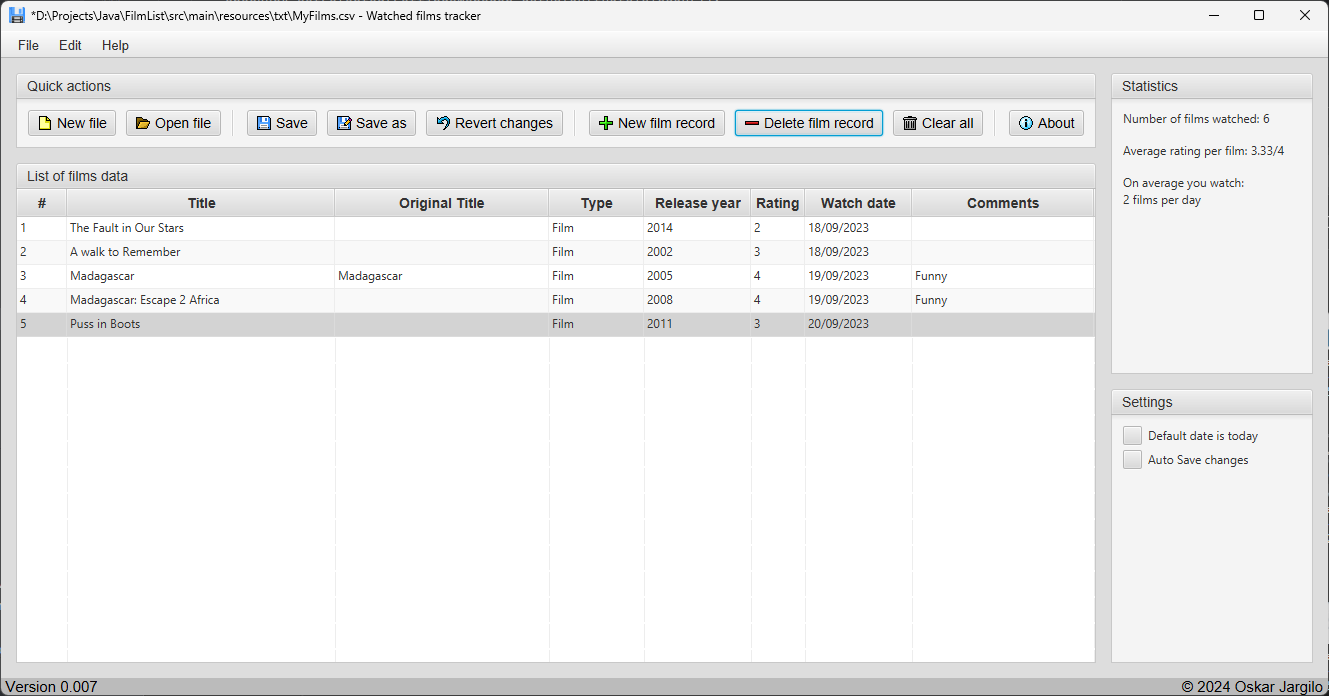 *D:\Projects\Java\FilmList\src\main\resources\txt\MyFilms.csv - Watched films tracker
File Edit Help
Quick actions
New file Open file Save Save as Revert changes New film record Delete film record Clear all About
List of films data
# Title Original Title Type Release year Rating Watch date Comments
1 The Fault in Our Stars Film 2014 2 18/09/2023
2 A walk to Remember Film 2002 3 18/09/2023
3 Madagascar Madagascar Film 2005 4 19/09/2023 Funny
4 Madagascar: Escape 2 Africa Film 2008 4 19/09/2023 Funny
5 Puss in Boots Film 2011 3 20/09/2023
Statistics
Number of films watched: 6
Average rating per film: 3.33/4
On average you watch:
2 films per day
Settings
Default date is today
Auto Save changes
Version 0.007
© 2024 Oskar Jargilo